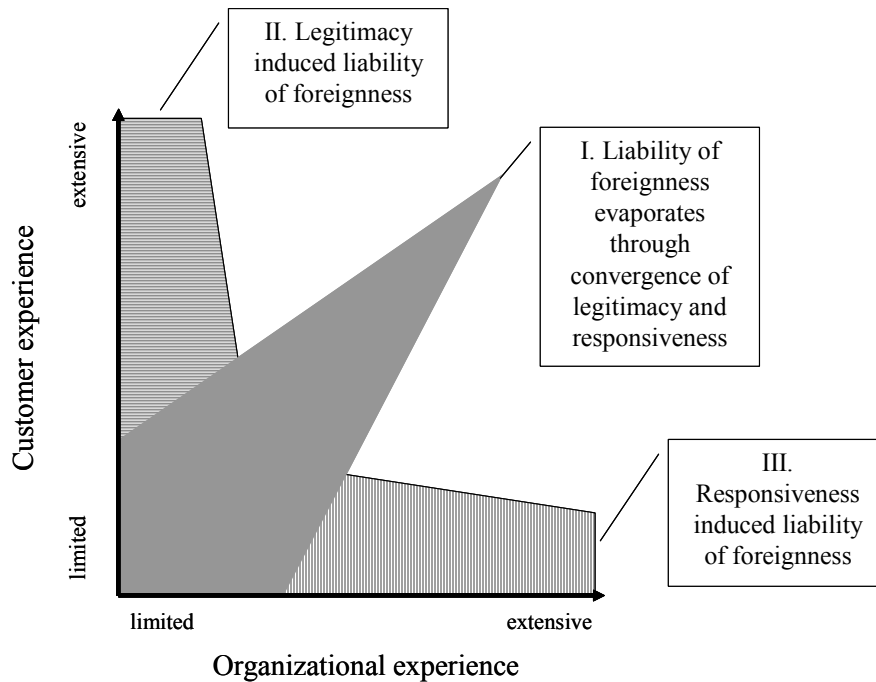 II. Legitimacy
induced liability
of foreignness
I. Liability of
foreignness
evaporates
through
convergence of
legitimacy and
responsiveness
III.
Responsiveness
induced liability
of foreignness
extensive
Customer experience
limited
limited
extensive
Organizational experience